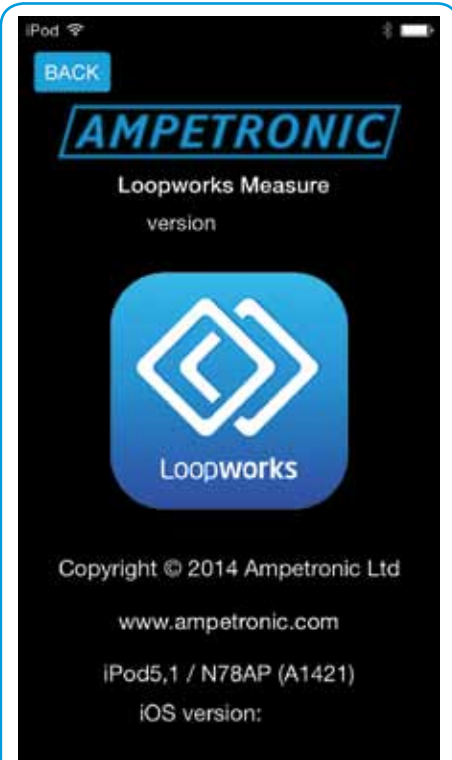 iPod
BACK
AMPETRONIC
Loopworks Measure
version
Loopworks
Copyright © 2014 Ampetronic Ltd
www.ampetronic.com
iPod5,1 / N78AP (A1421)
iOS version: